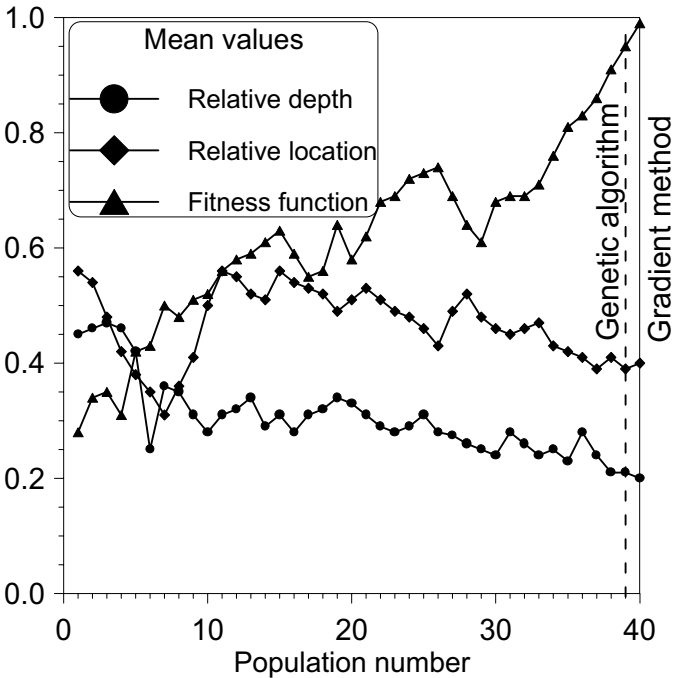 1.0
0.8
0.6
0.4
0.2
0.0
Mean values
Relative depth
Relative location
Fitness function
Genetic algorithm
Gradient method
0 10 20 30 40
Population number